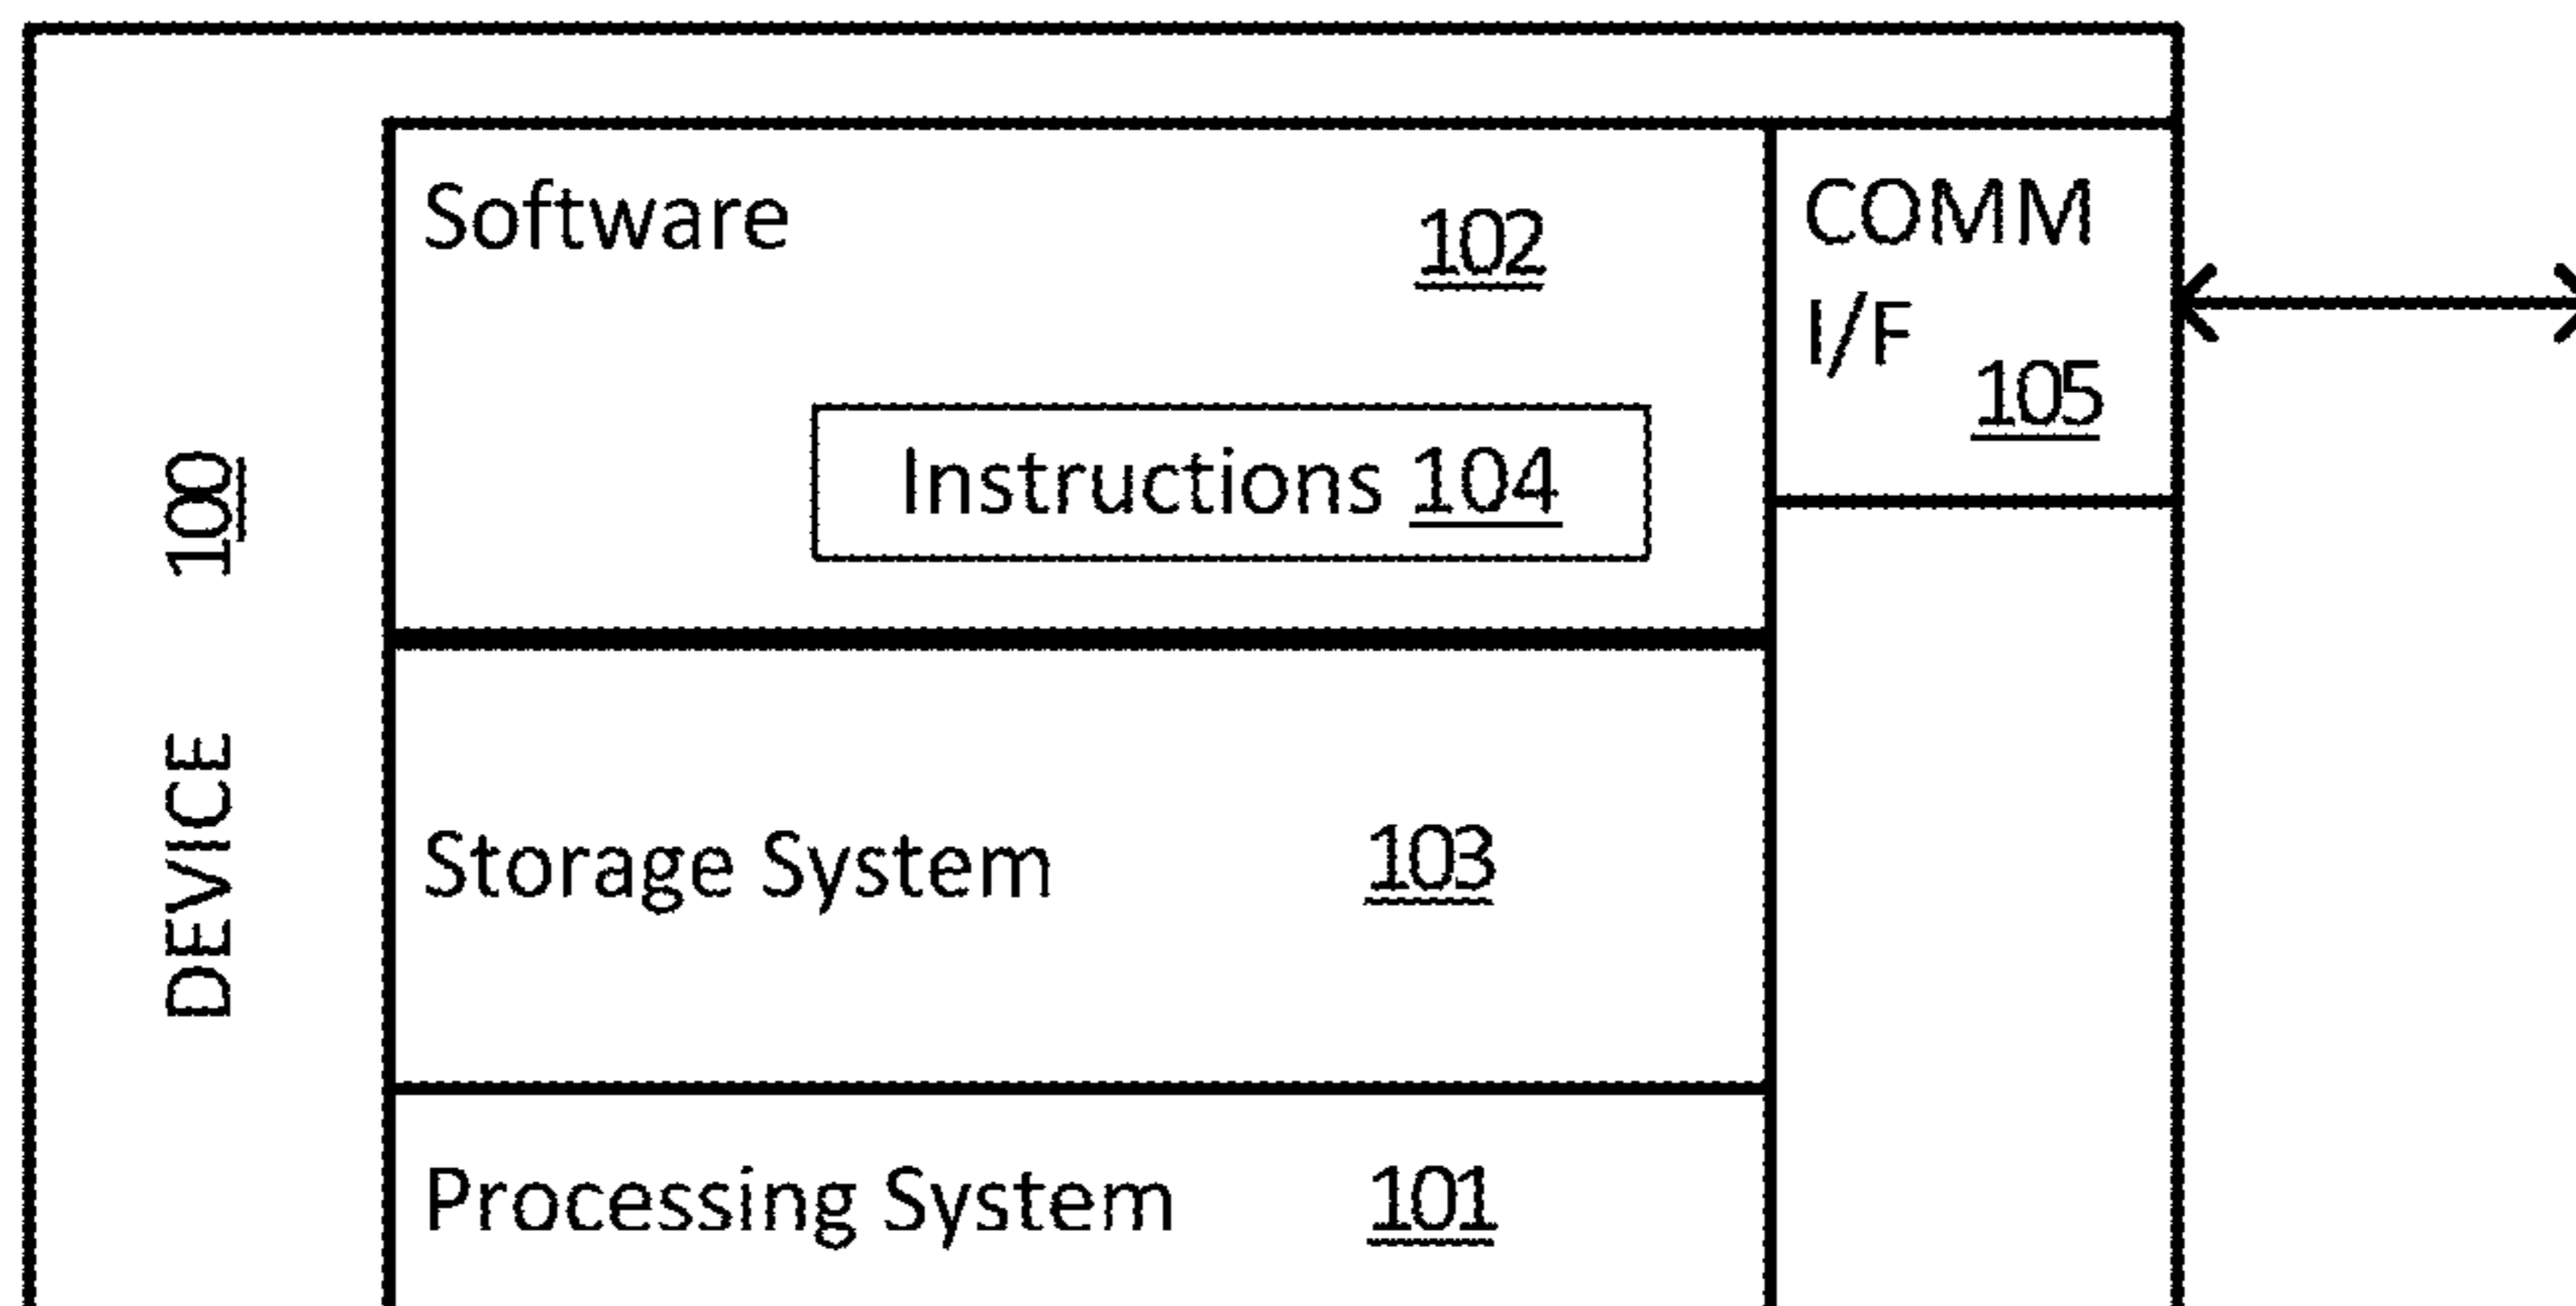 DEVICE 100
Software 102
Instructions 104
COMM
I/F 105
Storage System 103
Processing System 101